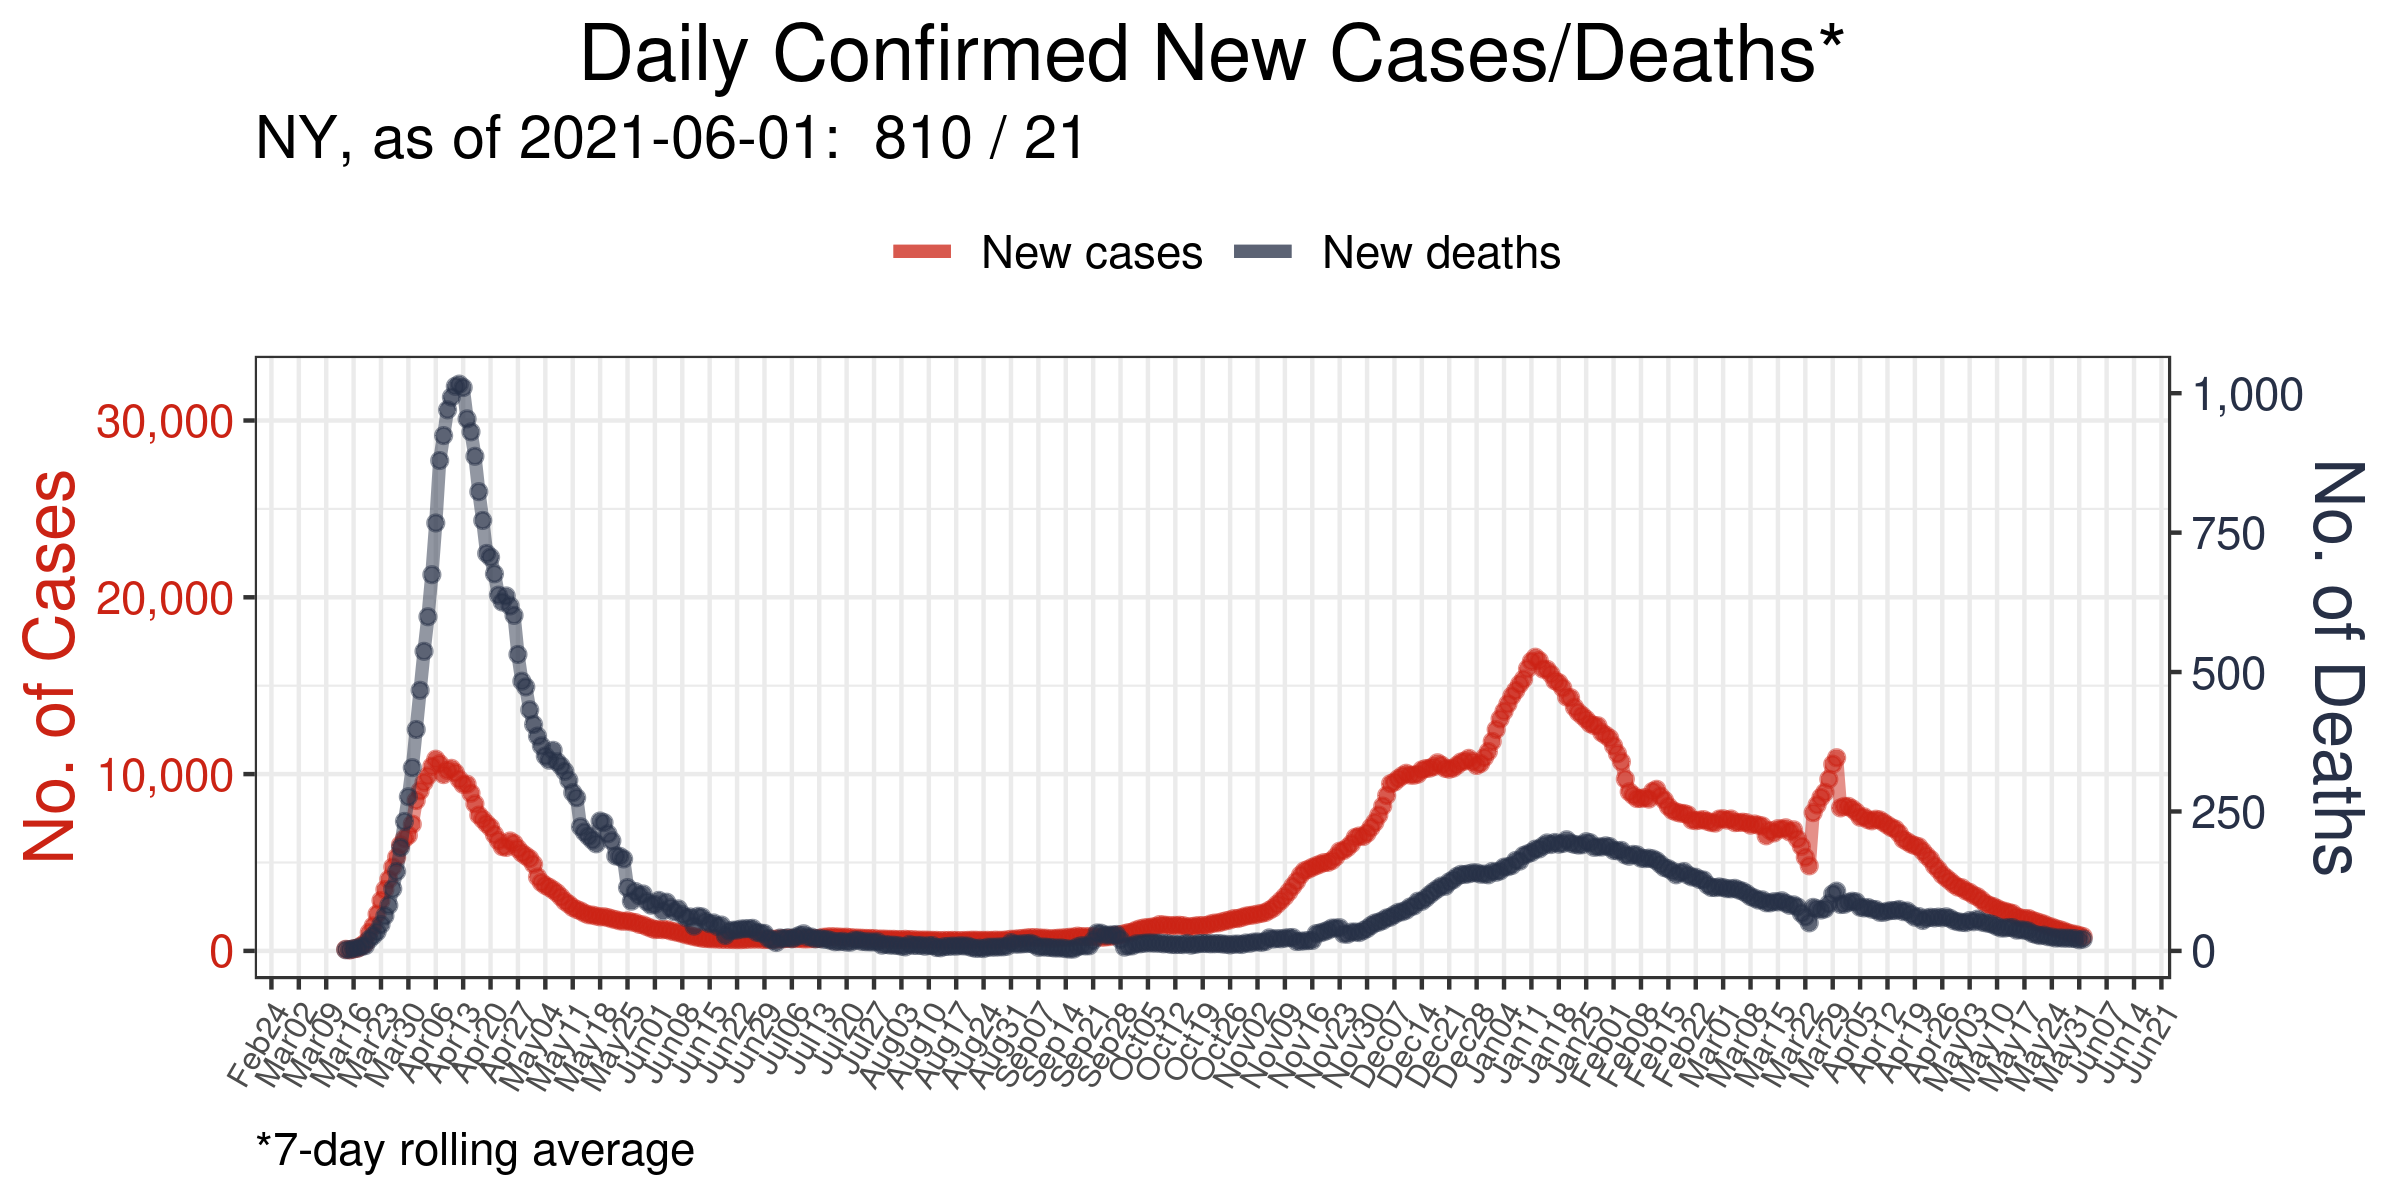 Daily Confirmed New Cases/Deaths*
NY, as of 2021-06-01:  810 / 21
New cases
New deaths
No. of Cases
30,000
20,000
10,000
0
1,000
750
500
250
0
No. of Deaths
Feb24
Mar02
Mar09
Mar16
Mar23
Mar30
Apr06
Apr13
Apr20
Apr27
May04
May11
May18
May25
Jun01
Jun08
Jun15
Jun22
Jun29
Jul06
Jul13
Jul20
Jul27
Aug03
Aug10
Aug17
Aug24
Aug31
Sep07
Sep14
Sep21
Sep28
Oct05
Oct12
Oct19
Oct26
Nov02
Nov09
Nov16
Nov23
Nov30
Dec07
Dec14
Dec21
Dec28
Jan04
Jan11
Jan18
Jan25
Feb01
Feb08
Feb15
Feb22
Mar01
Mar08
Mar15
Mar22
Mar29
Apr05
Apr12
Apr19
Apr26
May03
May10
May17
May24
May31
Jun07
Jun14
Jun21
*7-day rolling average